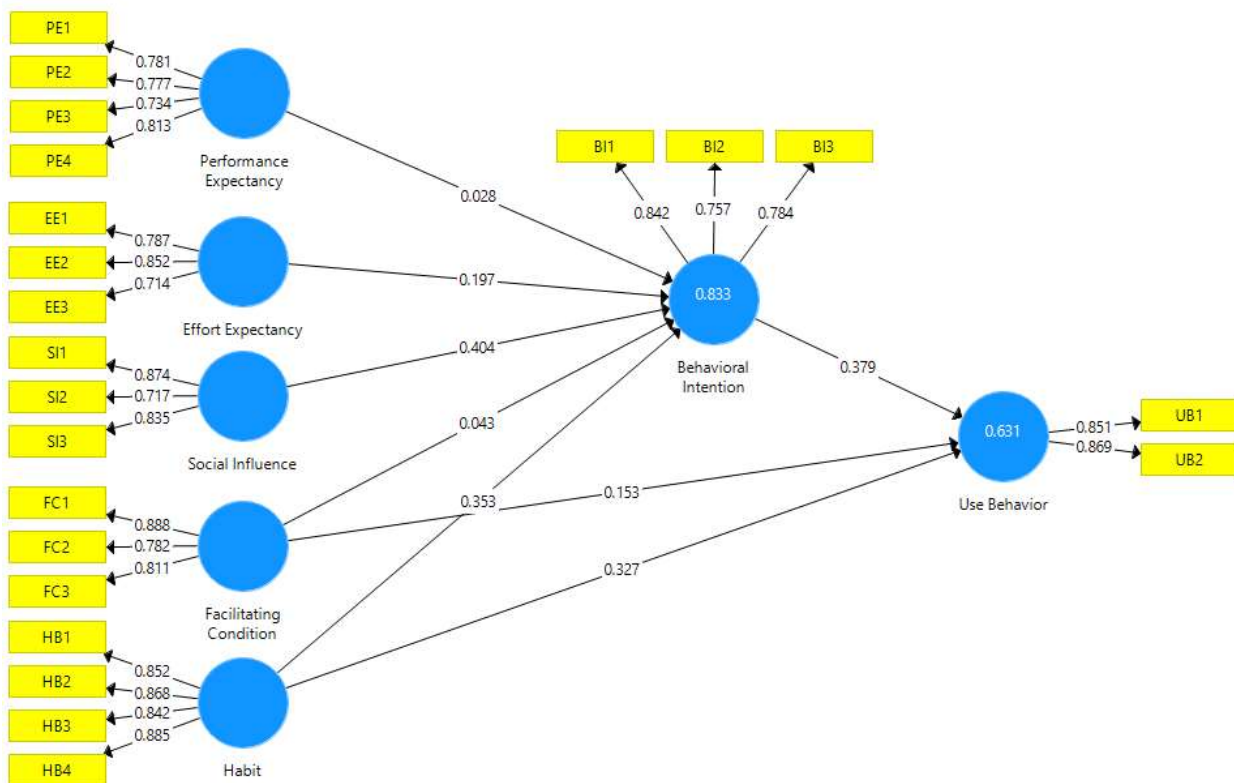 PE1
0.781
PE2
0.777
PE3
0.734
PE4
0.813
Performance
Expectancy
EE1
0.787
EE2
0.852
EE3
0.714
Effort Expectancy
SI1
0.874
SI2
0.717
SI3
0.835
Social Influence
FC1
0.888
FC2
0.782
FC3
0.811
Facilitating
Condition
HB1
0.852
HB2
0.868
HB3
0.842
HB4
0.885
Habit
0.028
0.197
0.404
0.043
0.353
0.153
0.327
BI1
BI2
BI3
0.842
0.757
0.784
0.833
Behavioral
Intention
0.379
0.631
Use Behavior
0.851
UB1
0.869
UB2